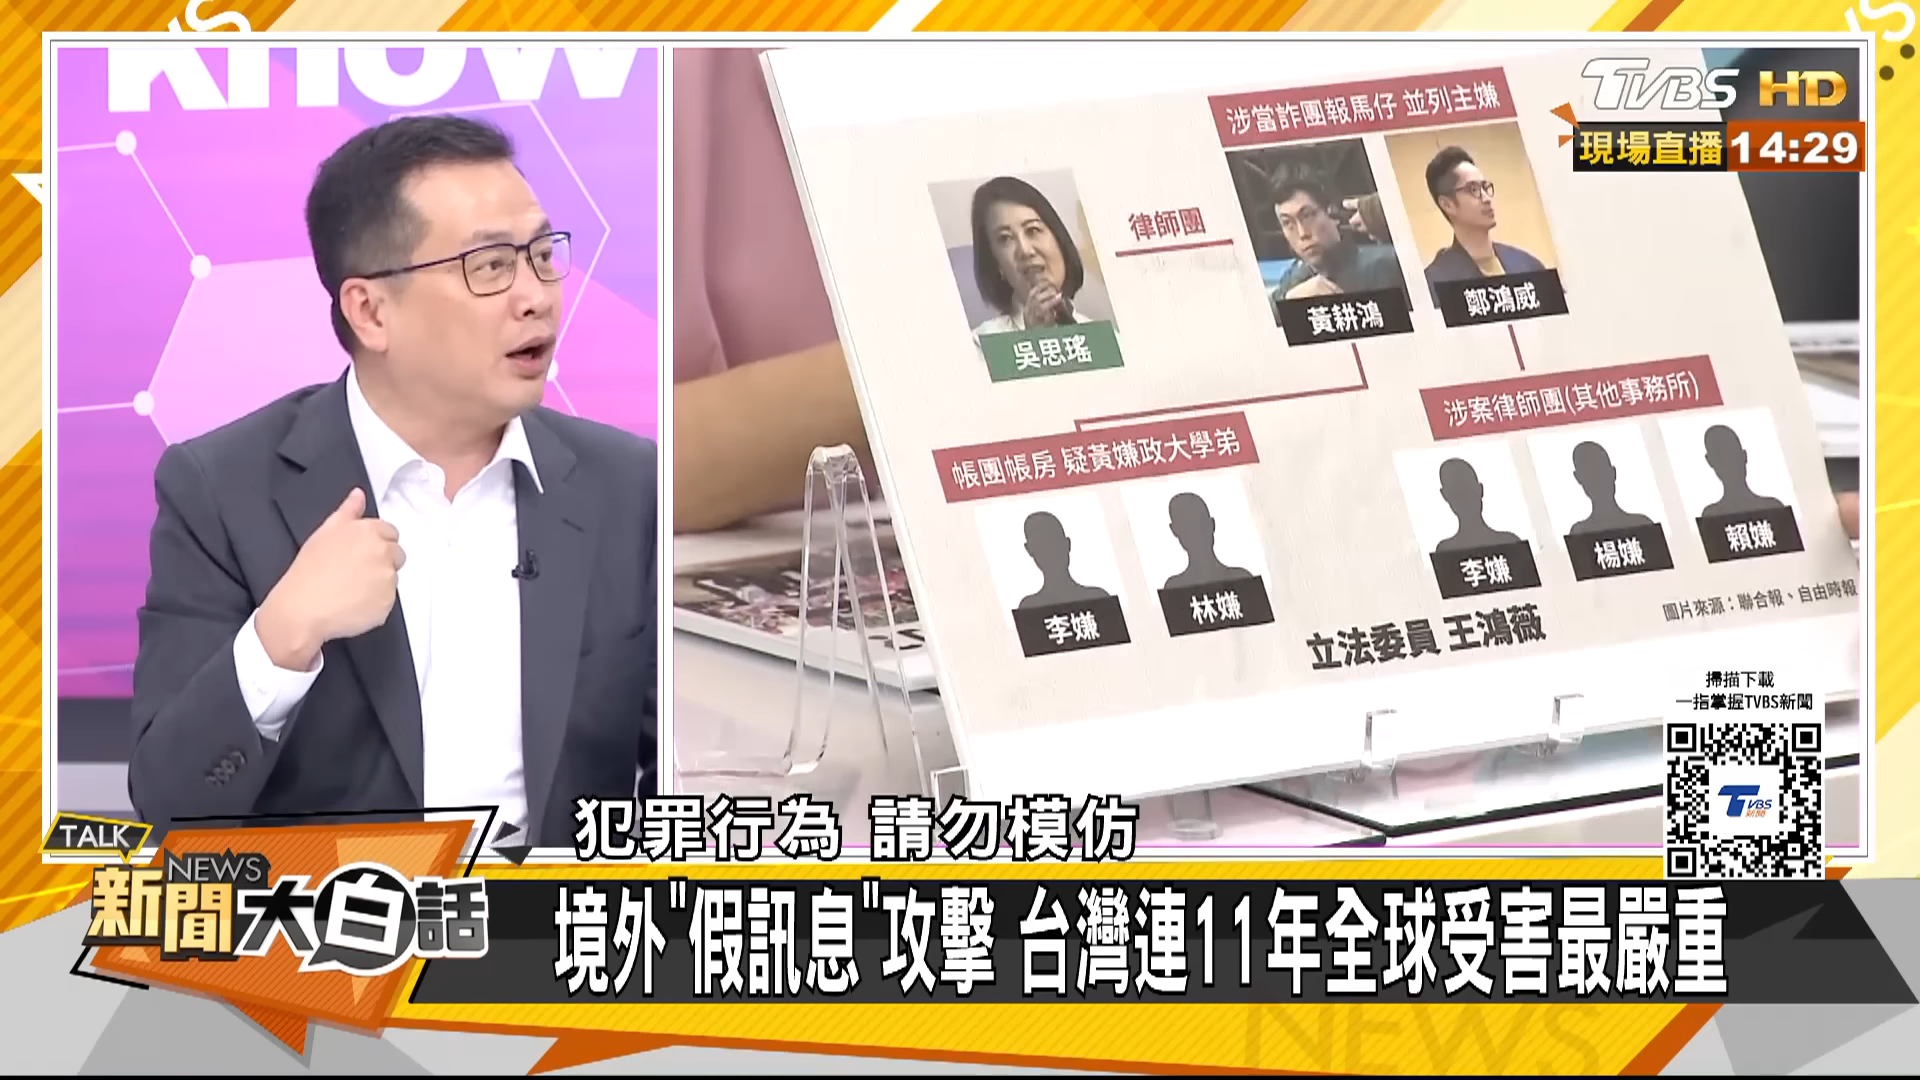 KNOW
TVBS HD
現場直播 14:29
涉當詐團報馬仔 並列主嫌
律師團
吳思瑤
黃耕鴻
鄭鴻威
帳團帳房 疑黃嫌政大學弟
涉案律師團(其他事務所)
李嫌
林嫌
李嫌
楊嫌
賴嫌
圖片來源：聯合報、自由時報
立法委員 王鴻薇
掃描下載
一指掌握TVBS新聞
TVBS
新聞
犯罪行為 請勿模仿
TALK
NEWS
新聞大白話
境外"假訊息"攻擊 台灣連11年全球受害最嚴重
NEWS